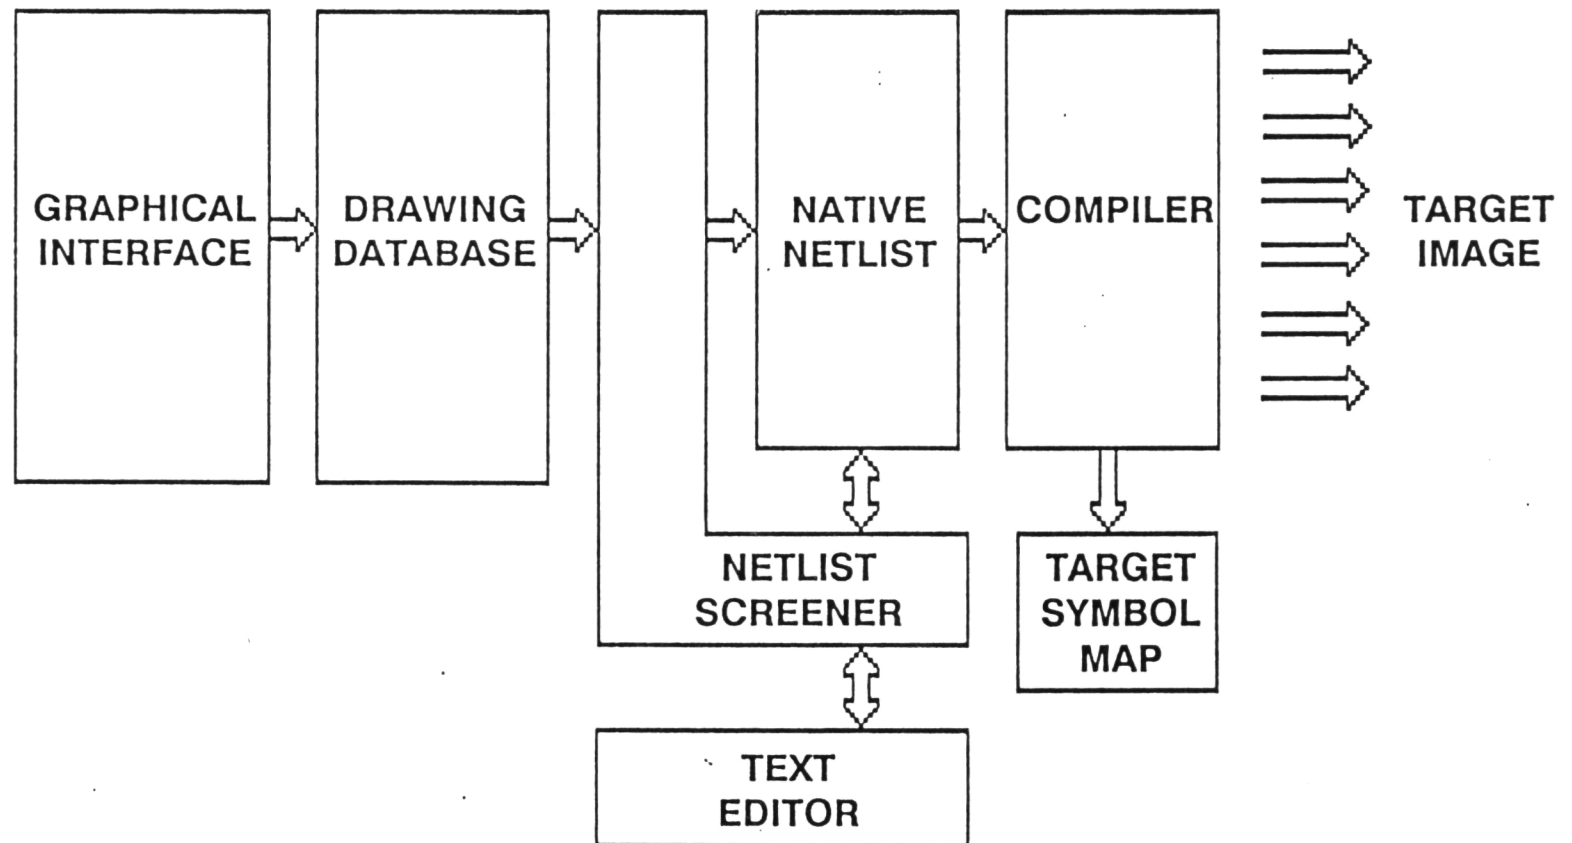 GRAPHICAL
INTERFACE
DRAWING
DATABASE
NATIVE
NETLIST
COMPILER
TARGET
IMAGE
NETLIST
SCREENER
TARGET
SYMBOL
MAP
TEXT
EDITOR